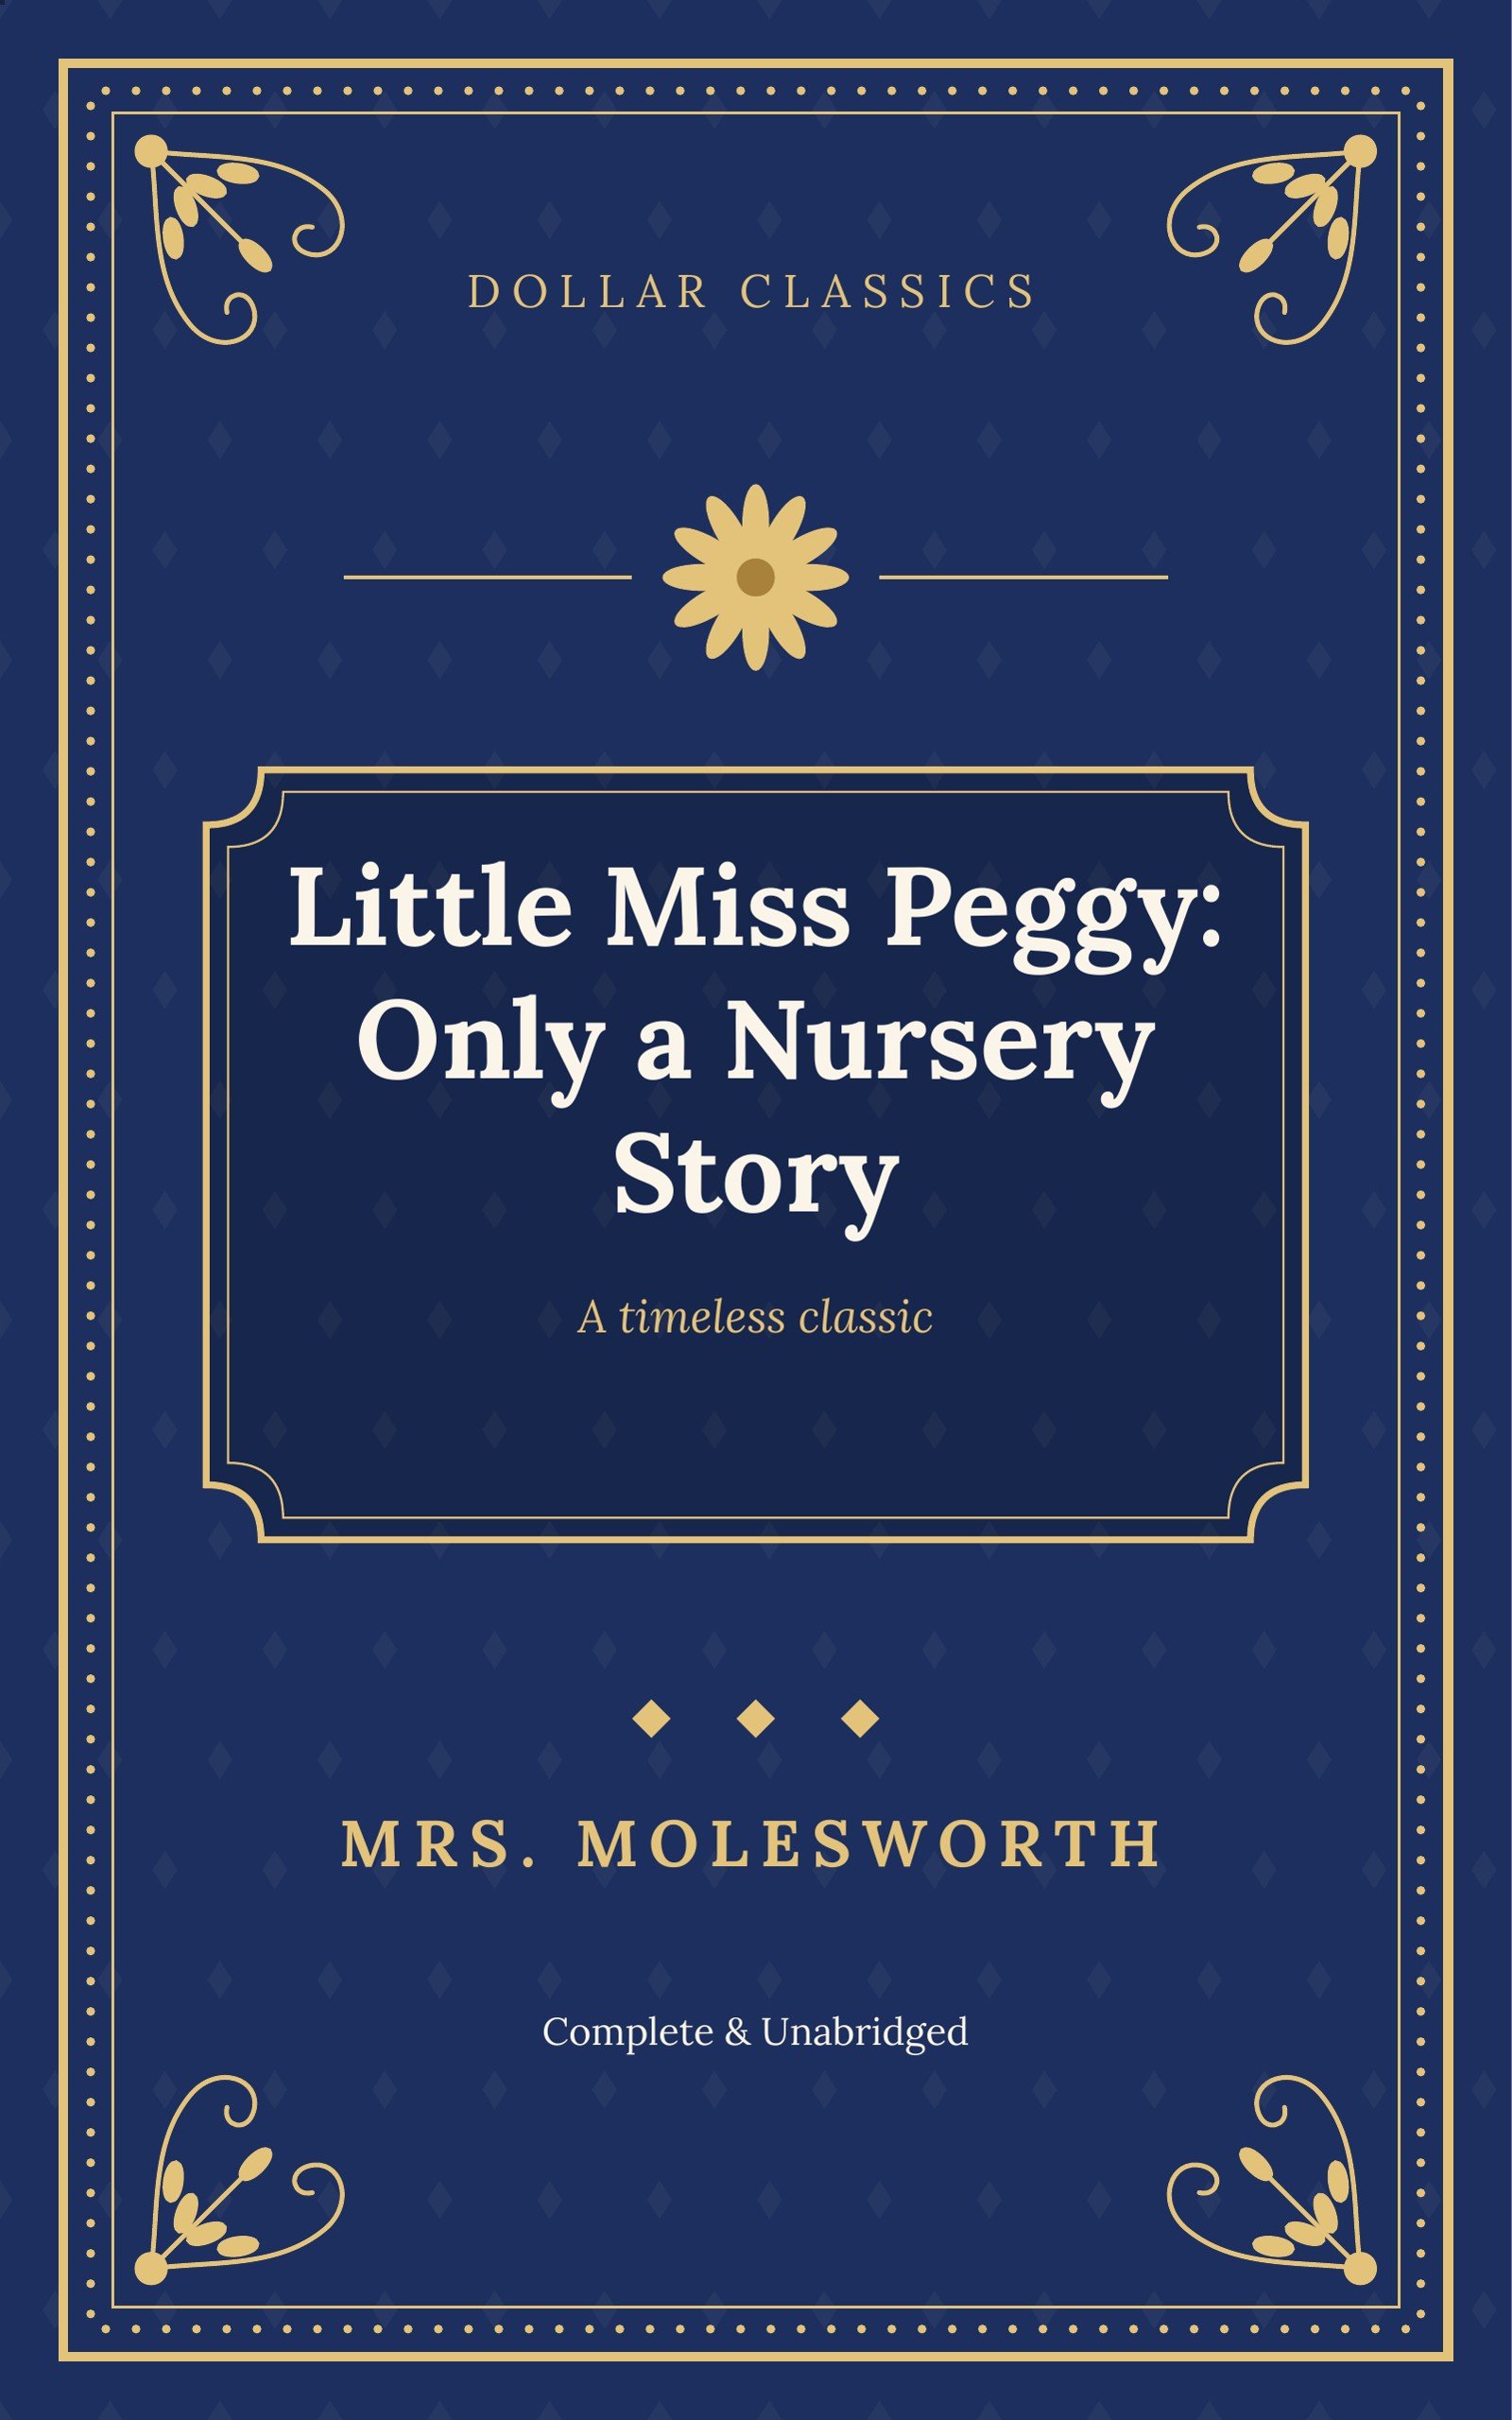 DOLLAR CLASSICS
Little Miss Peggy:
Only a Nursery
Story
A timeless classic
MRS. MOLESWORTH
Complete & Unabridged